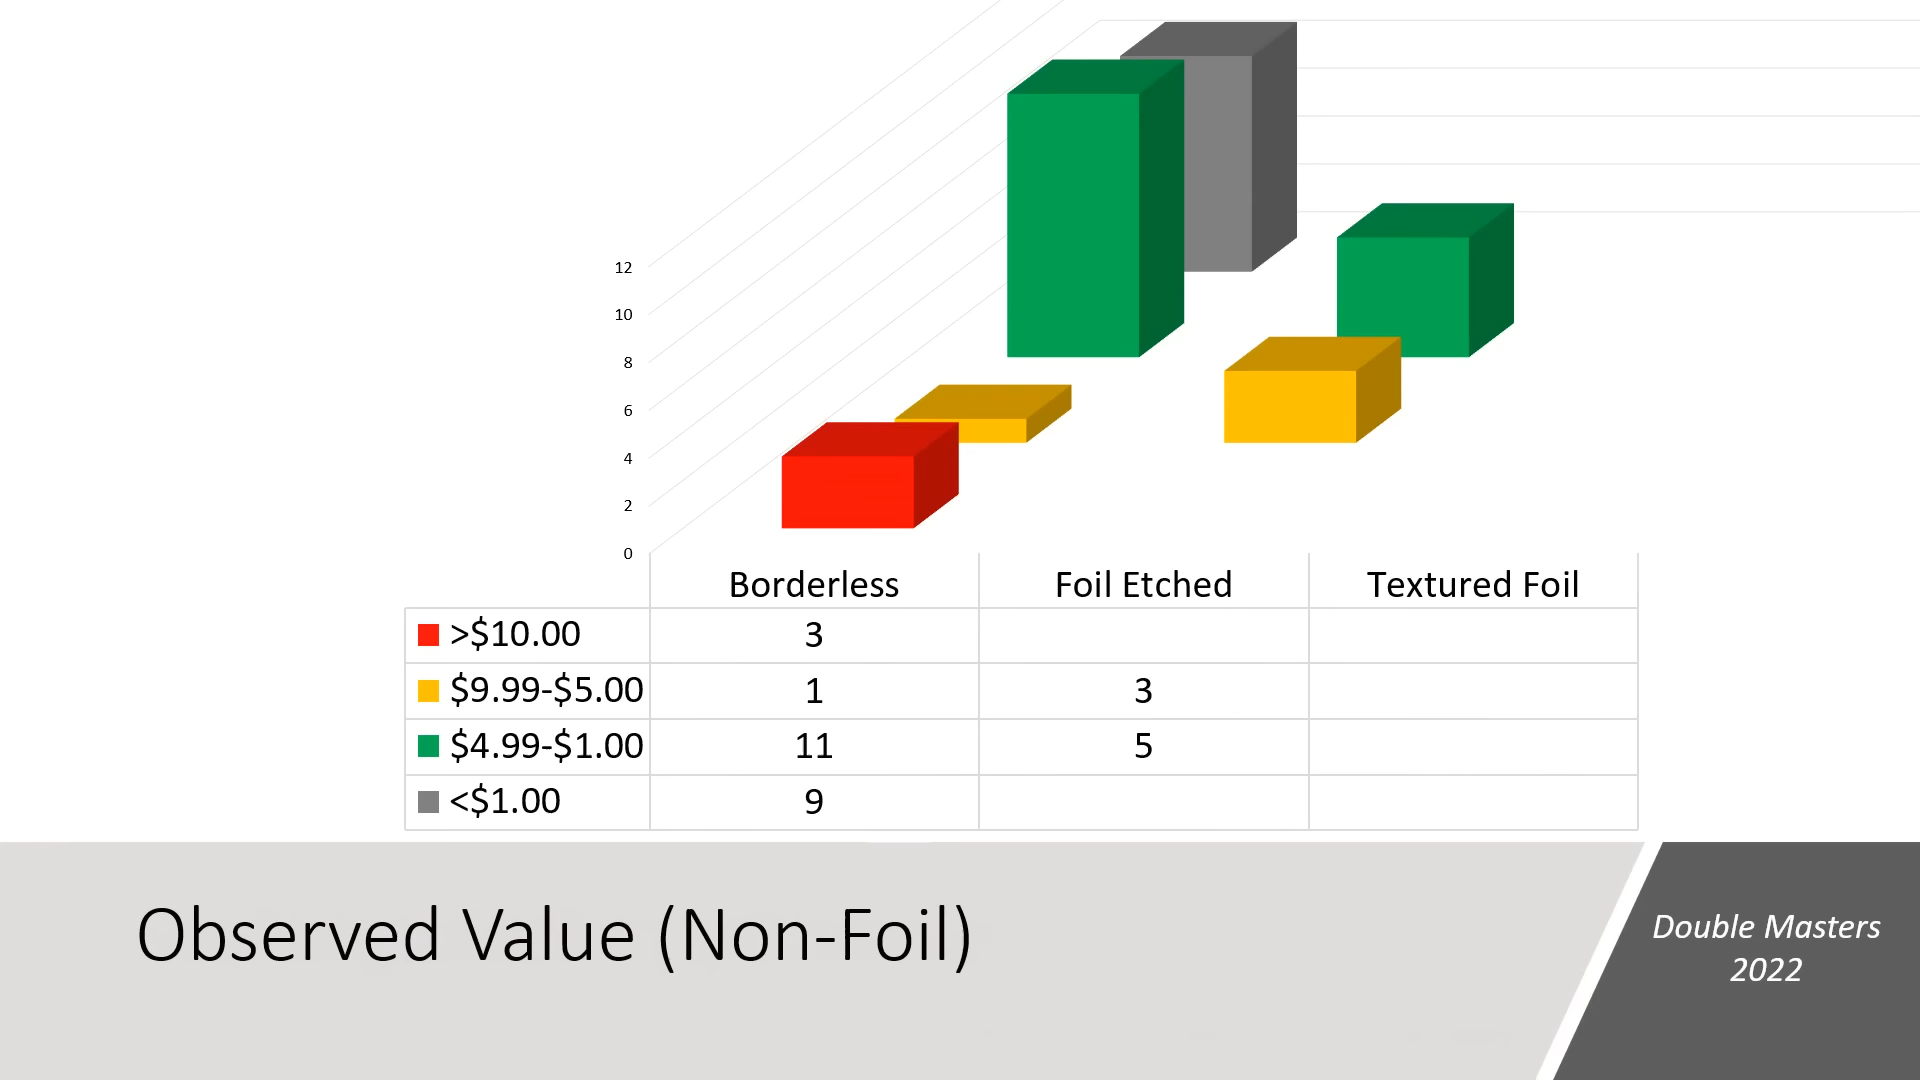 12
10
8
6
4
2
0
Borderless Foil Etched Textured Foil
>$10.00 3
$9.99-$5.00 1 3
$4.99-$1.00 11 5
<$1.00 9
Observed Value (Non-Foil)
Double Masters
2022